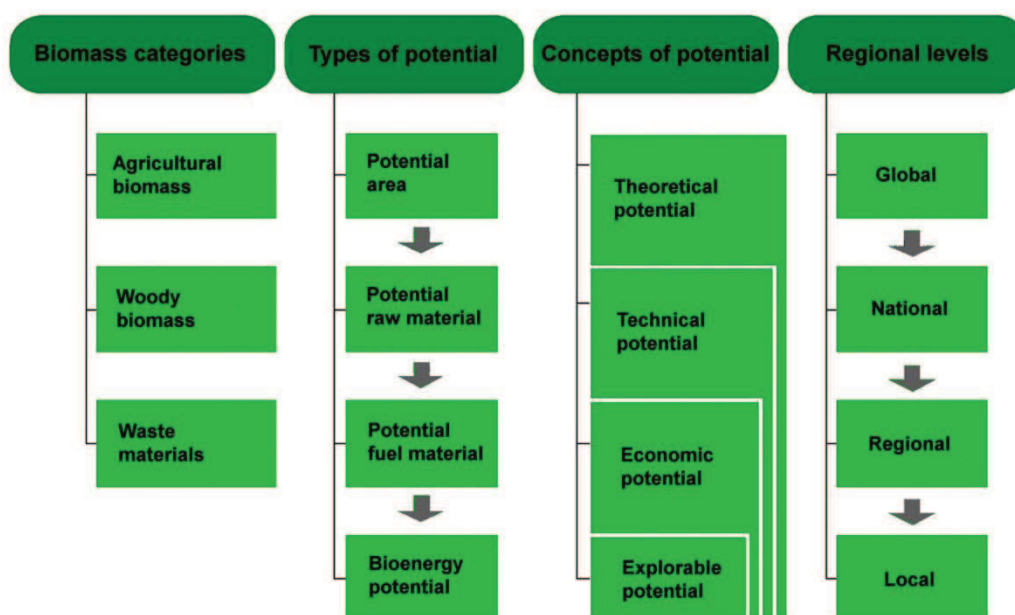 Biomass categories
Types of potential
Concepts of potential
Regional levels
Agricultural
biomass
Woody
biomass
Waste
materials
Potential
area
Potential
raw material
Potential
fuel material
Bioenergy
potential
Theoretical
potential
Technical
potential
Economic
potential
Explorable
potential
Global
National
Regional
Local